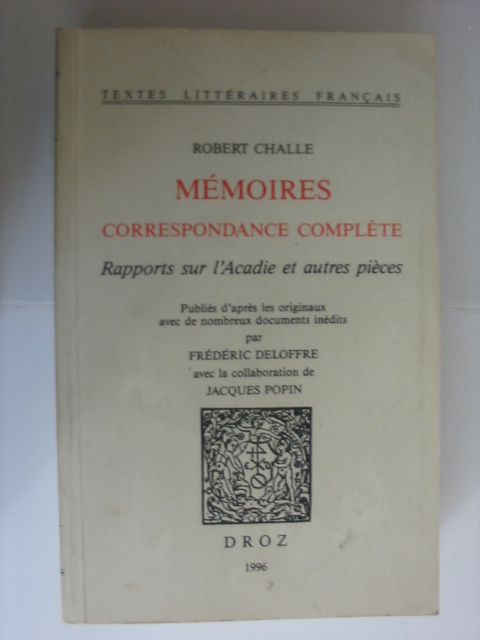 TEXTES LITTÉRAIRES FRANÇAIS
ROBERT CHALLE
MÉMOIRES
CORRESPONDANCE COMPLÈTE
Rapports sur l'Acadie et autres pièces
Publiés d'après les originaux
avec de nombreux documents inédits
par
FRÉDÉRIC DELOFFRE
avec la collaboration de
JACQUES POPIN
DROZ
1996